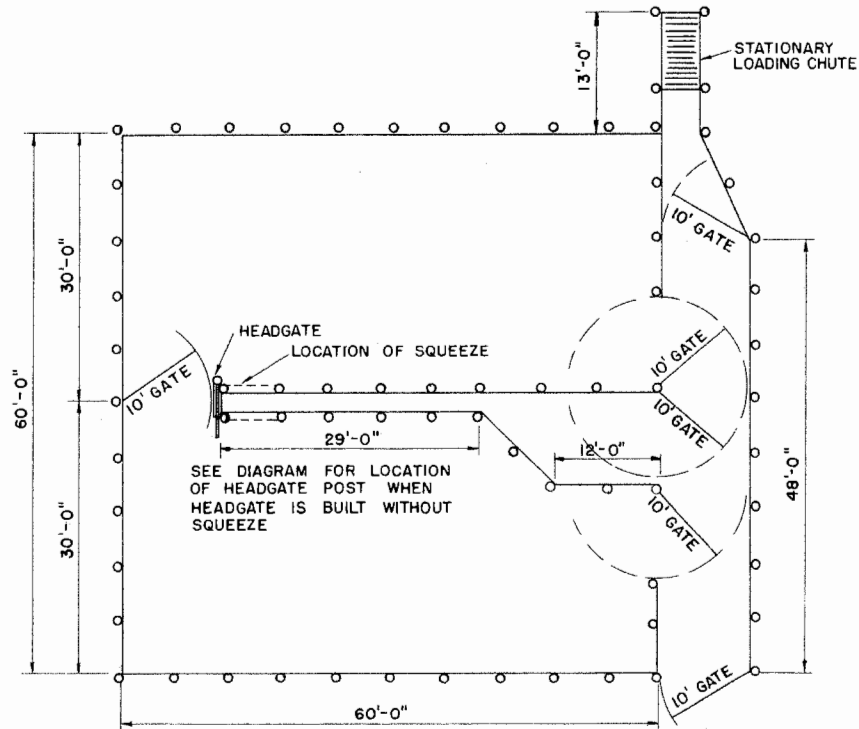 STATIONARY
LOADING CHUTE
13'-0"
10' GATE
30'-0"
HEADGATE
LOCATION OF SQUEEZE
10' GATE
10' GATE
10' GATE
60'-0"
29'-0"
12'-0"
SEE DIAGRAM FOR LOCATION
OF HEADGATE POST WHEN
HEADGATE IS BUILT WITHOUT
SQUEEZE
48'-0"
30'-0"
10' GATE
10' GATE
60'-0"